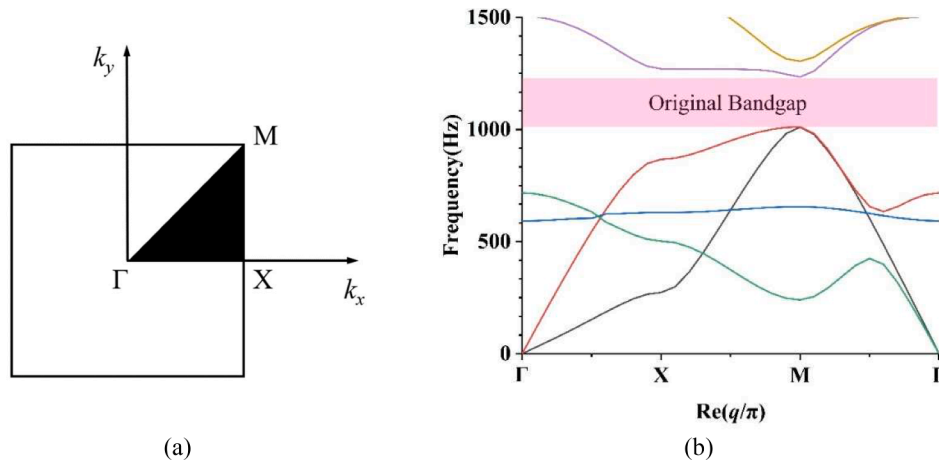 k_y
M
Γ
X
k_x
(a)
1500
Original Bandgap
1000
Frequency(Hz)
500
0
Γ
X
M
Re(q/π)
(b)